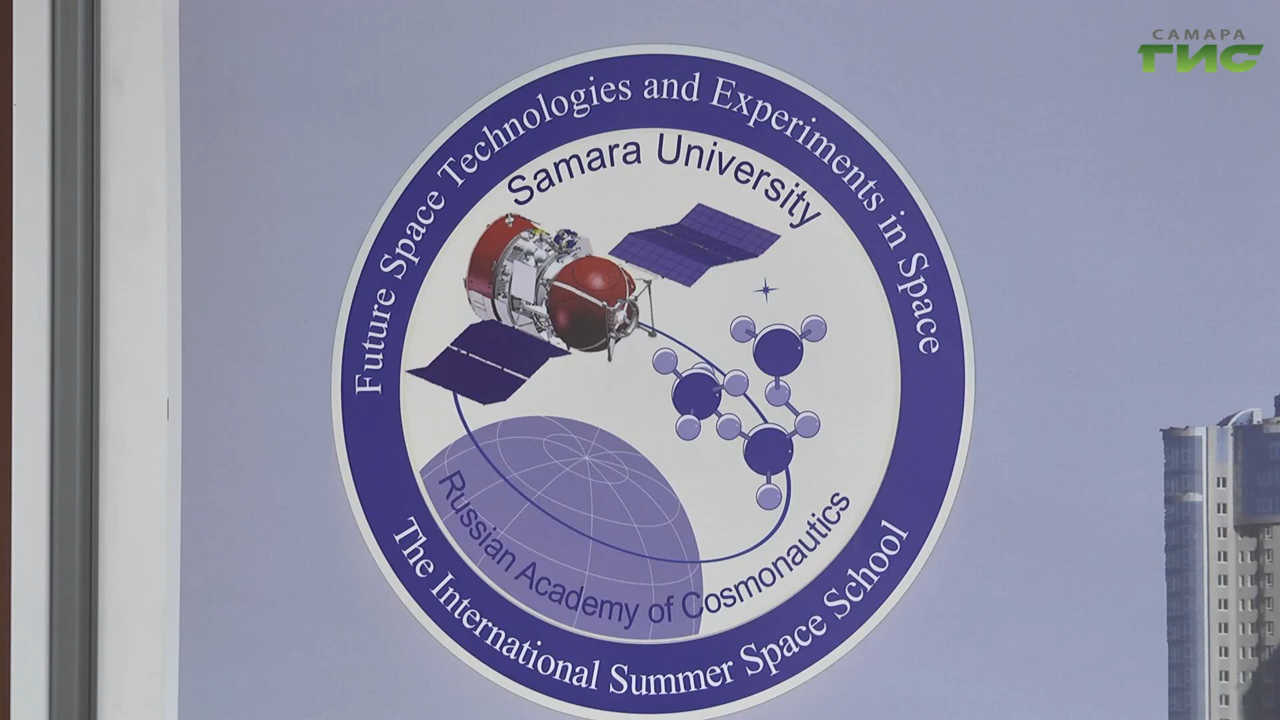 САМАРА
ГИС
Future Space Technologies and Experiments in Space
Samara University
Russian Academy of Cosmonautics
The International Summer Space School